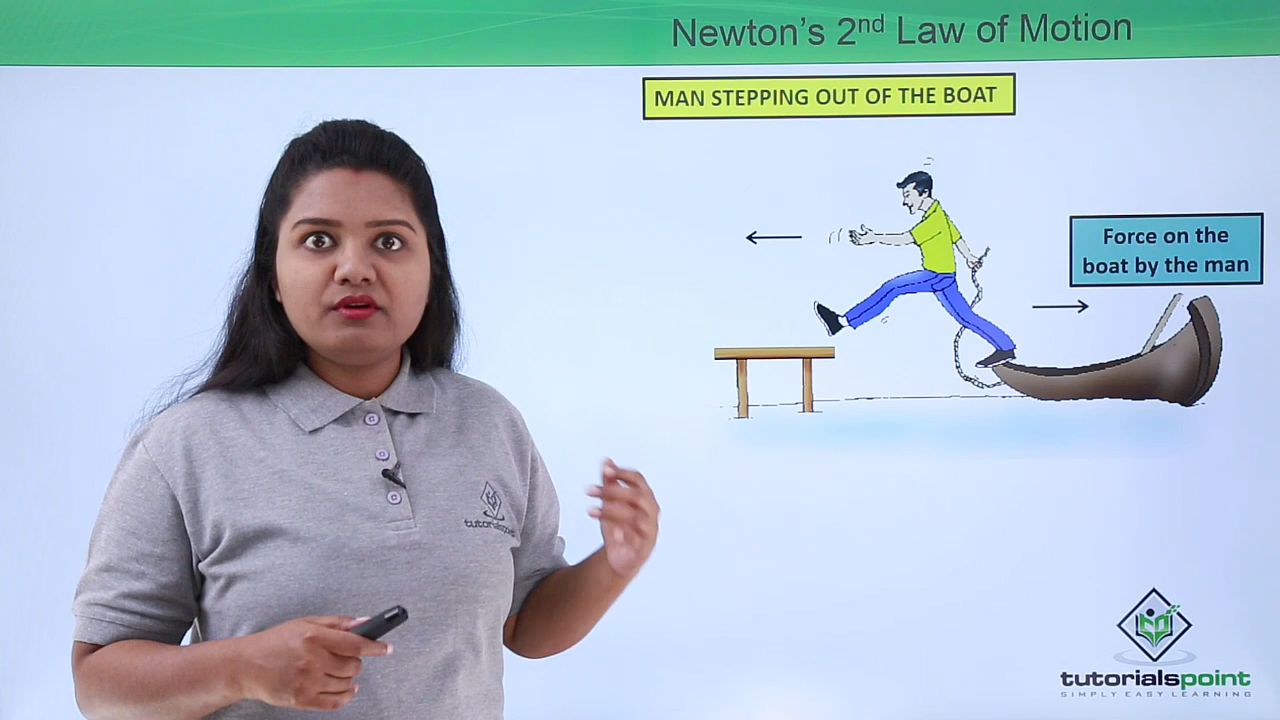 Newton's 2nd Law of Motion
MAN STEPPING OUT OF THE BOAT
Force on the
boat by the man
tutorialspoint
tutorialspoint
SIMPLY EASY LEARNING